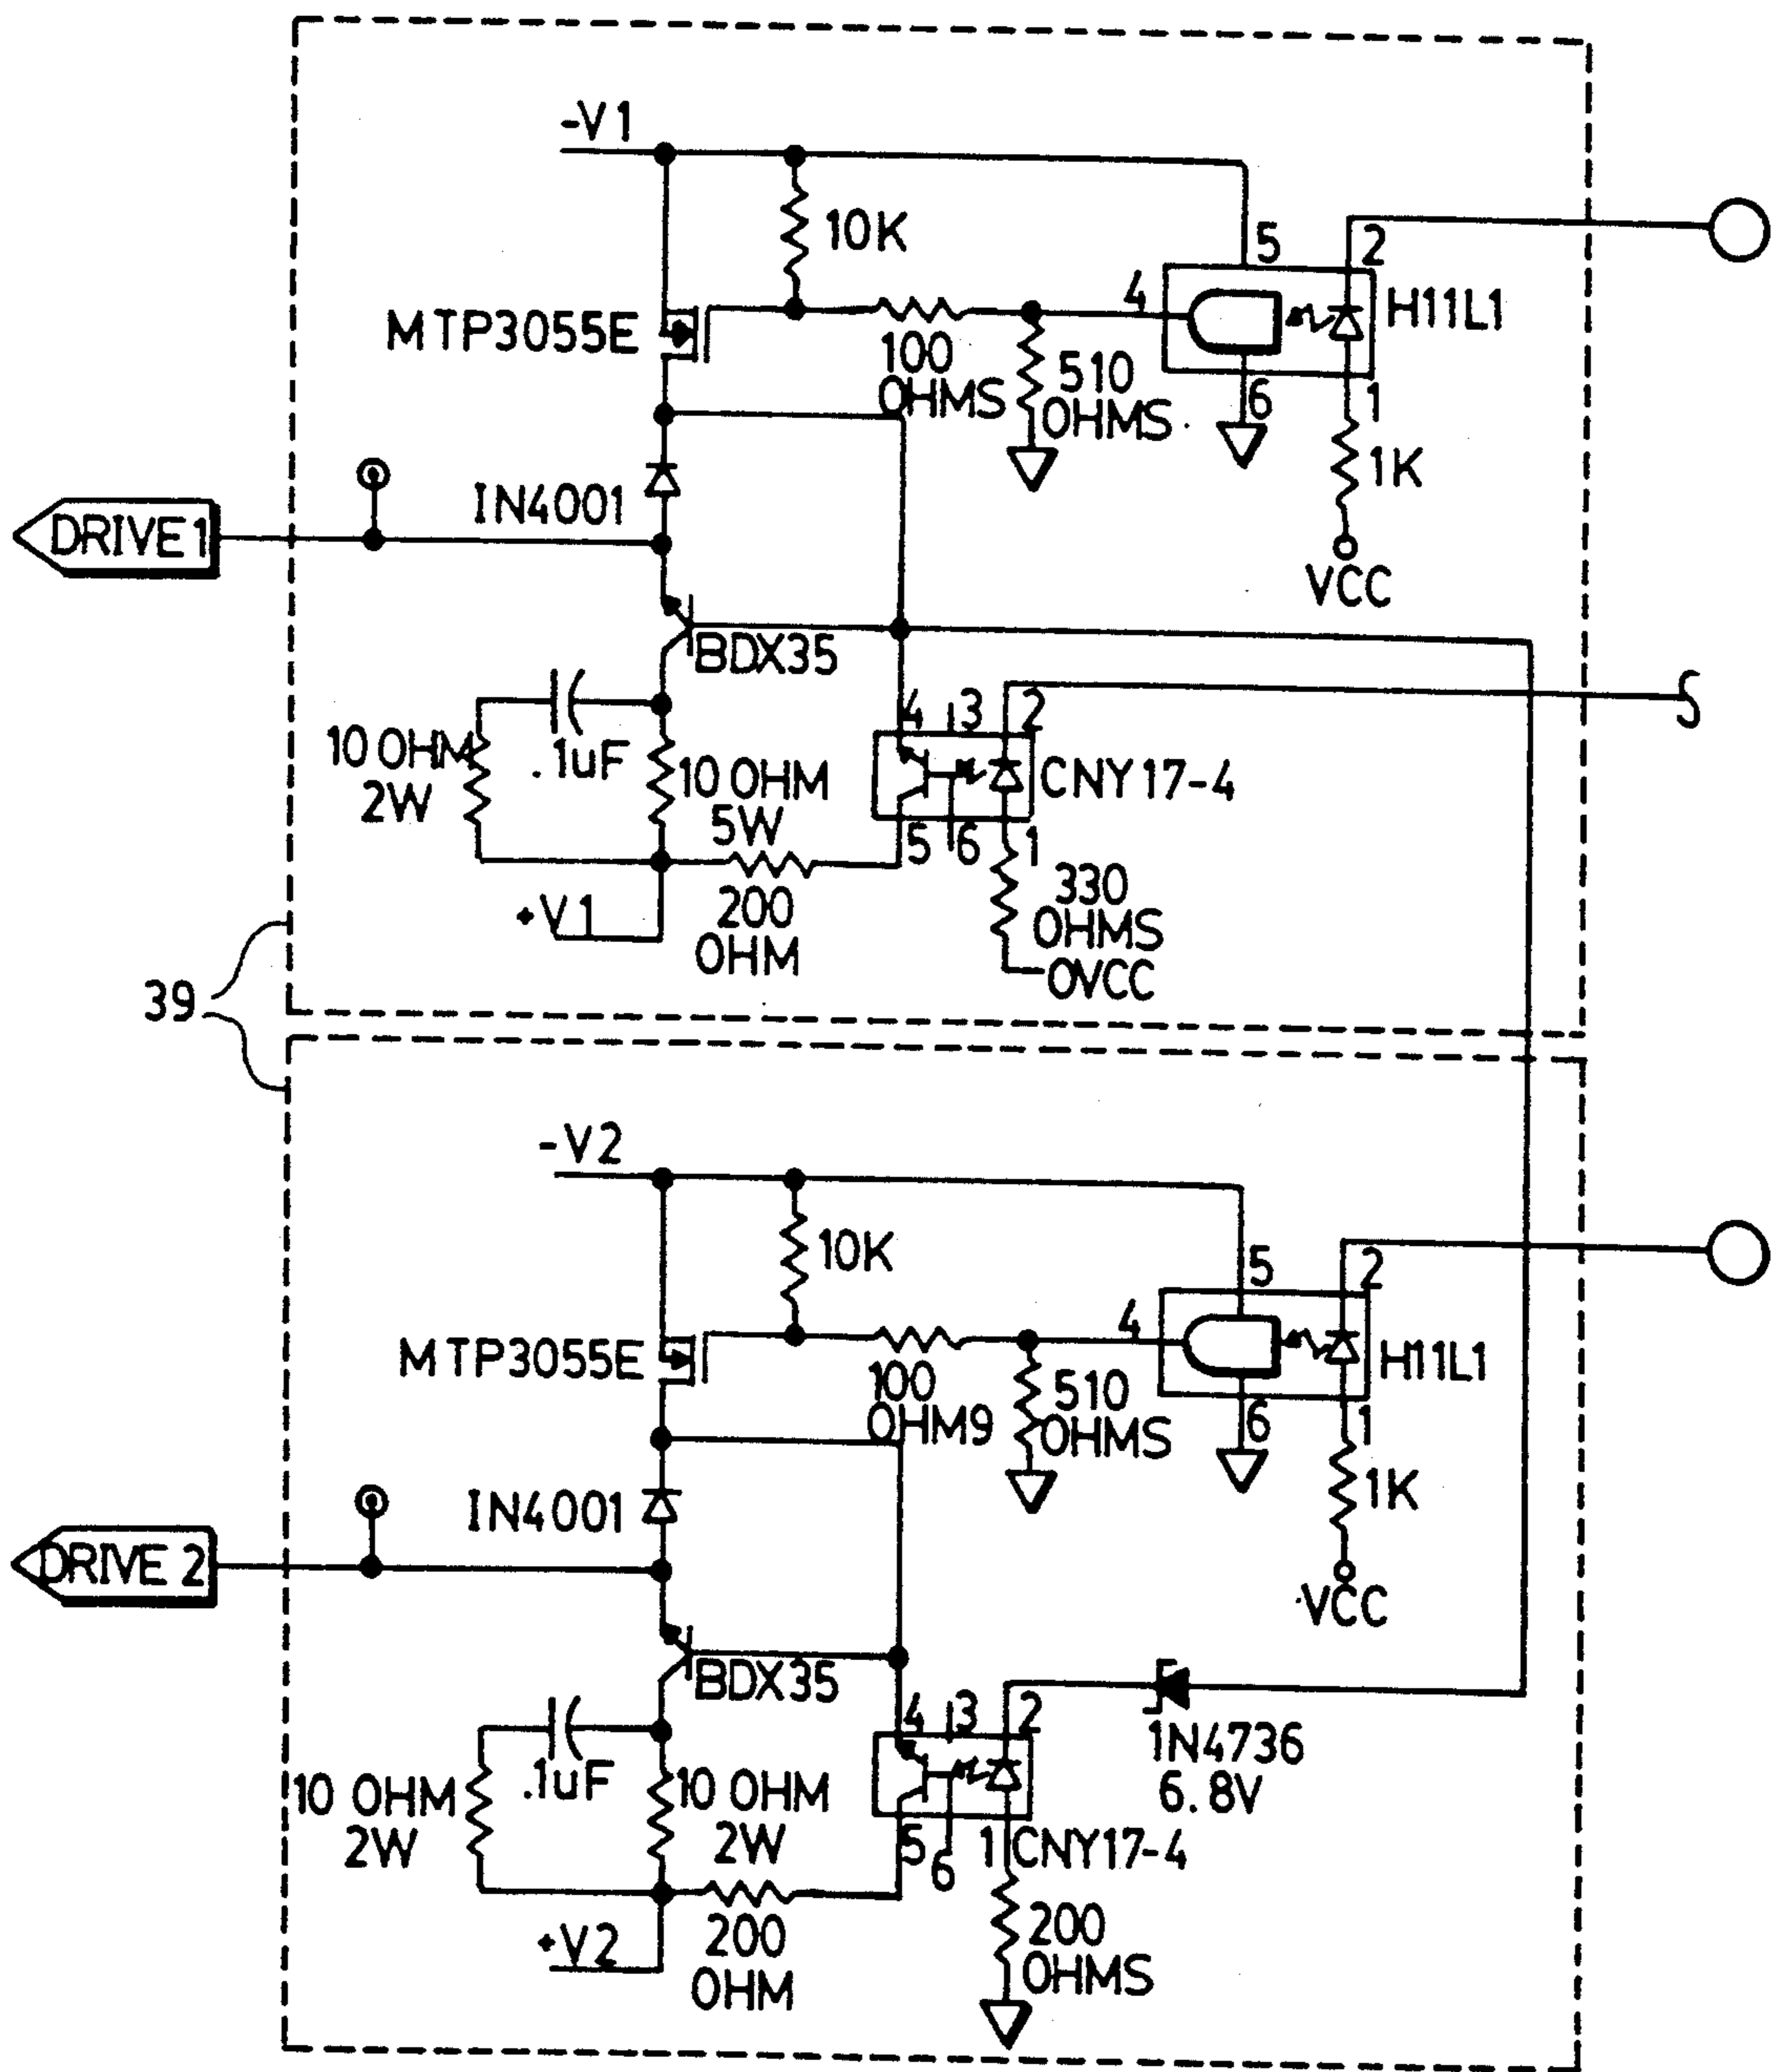 -V1
10K
5
2
4
H11L1
MTP3055E
100
OHMS
510
OHMS
6
1
1K
IN4001
DRIVE1
VCC
BDX35
4
3
2
10 OHM
2W
.1uF
10 OHM
5W
CNY17-4
5
6
1
+V1
200
OHM
330
OHMS
OVCC
39
-V2
10K
5
2
4
MTP3055E
H11L1
100
OHM9
510
OHMS
6
1
1K
IN4001
DRIVE 2
VCC
BDX35
4
3
2
1N4736
6.8V
10 OHM
2W
.1uF
10 OHM
2W
5
6
1
CNY17-4
+V2
200
OHM
200
OHMS